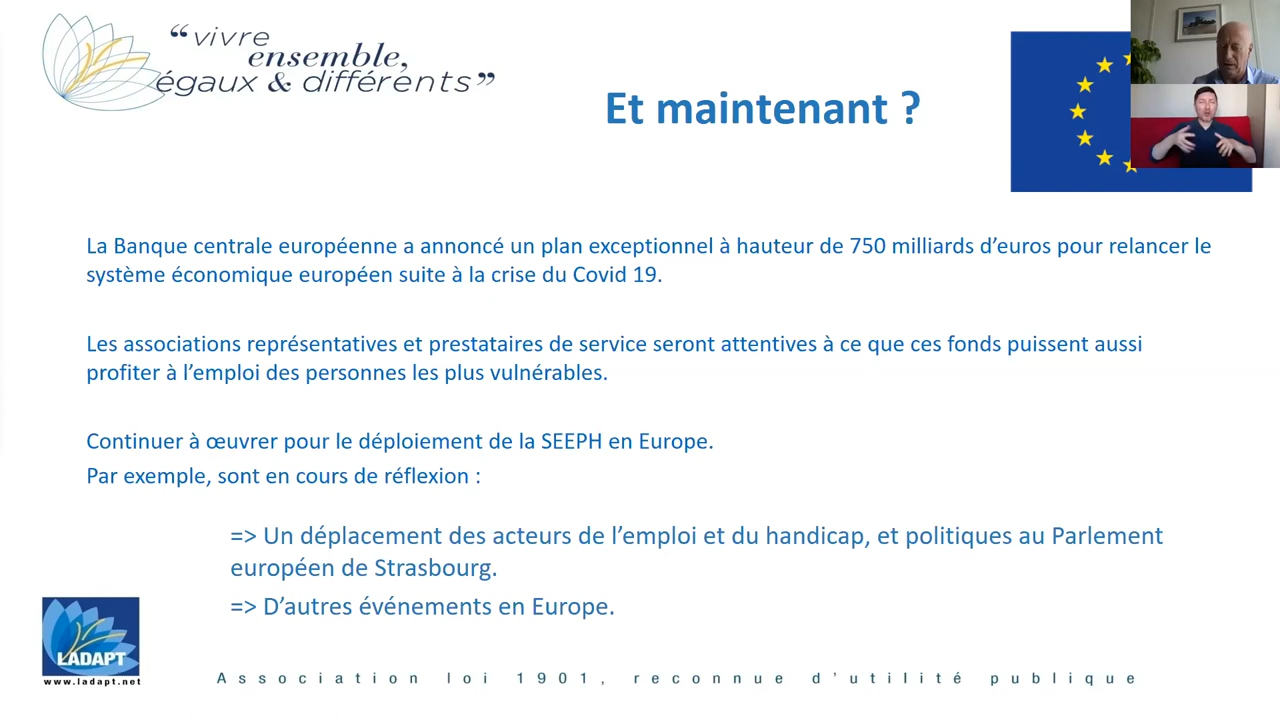 “vivre
ensemble,
égaux & différents”
Et maintenant ?
La Banque centrale européenne a annoncé un plan exceptionnel à hauteur de 750 milliards d’euros pour relancer le
système économique européen suite à la crise du Covid 19.
Les associations représentatives et prestataires de service seront attentives à ce que ces fonds puissent aussi
profiter à l’emploi des personnes les plus vulnérables.
Continuer à œuvrer pour le déploiement de la SEEPH en Europe.
Par exemple, sont en cours de réflexion :
=> Un déplacement des acteurs de l’emploi et du handicap, et politiques au Parlement
européen de Strasbourg.
=> D’autres événements en Europe.
LADAPT
www.ladapt.net
Association loi 1901, reconnue d’utilité publique